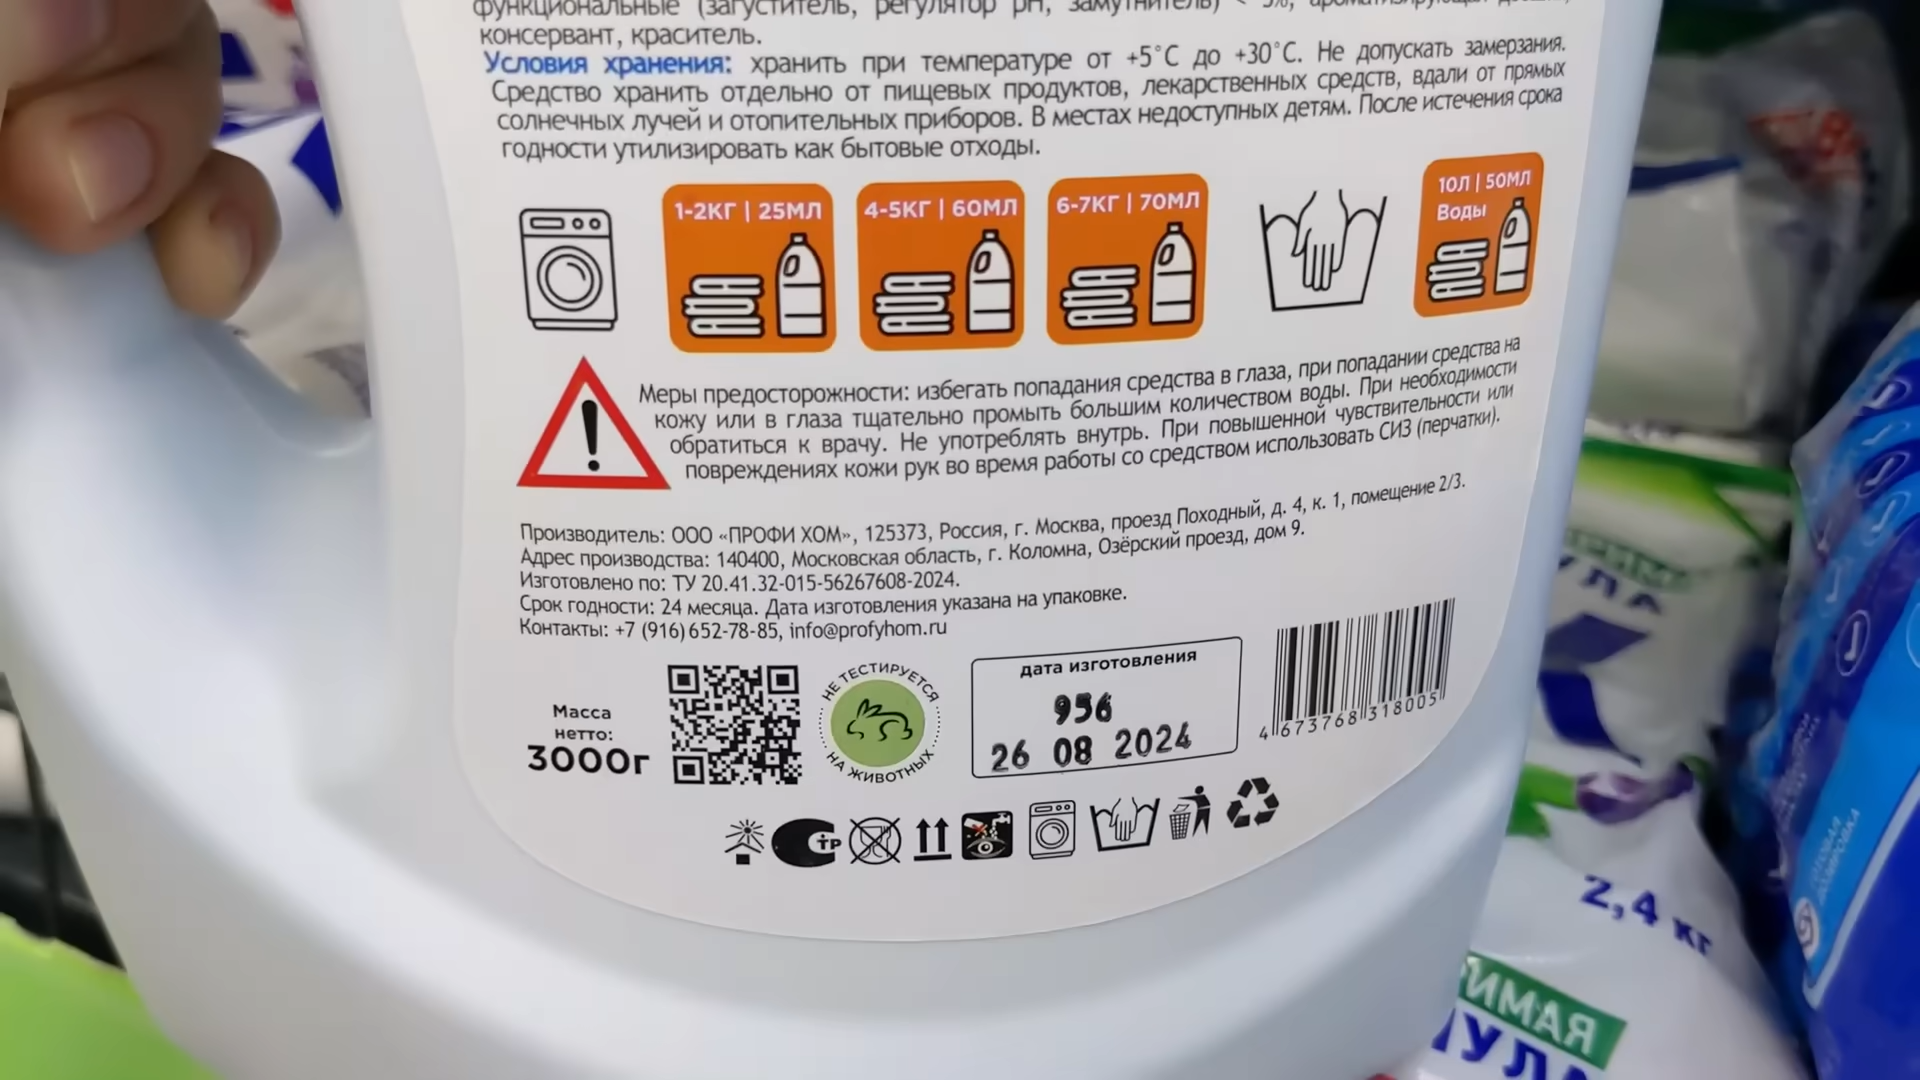 функциональные (загуститель, регулятор pH, замутнитель) < 5%, ароматизирующая
консервант, краситель.
Условия хранения: хранить при температуре от +5°C до +30°C. Не допускать замерзания.
Средство хранить отдельно от пищевых продуктов, лекарственных средств, вдали от прямых
солнечных лучей и отопительных приборов. В местах недоступных детям. После истечения срока
годности утилизировать как бытовые отходы.
1-2КГ | 25МЛ
4-5КГ | 60МЛ
6-7КГ | 70МЛ
10Л | 50МЛ
Воды
Меры предосторожности: избегать попадания средства в глаза, при попадании средства на
кожу или в глаза тщательно промыть большим количеством воды. При необходимости
обратиться к врачу. Не употреблять внутрь. При повышенной чувствительности или
повреждениях кожи рук во время работы со средством использовать СИЗ (перчатки).
Производитель: ООО «ПРОФИ ХОМ», 125373, Россия, г. Москва, проезд Походный, д. 4, к. 1, помещение 2/3.
Адрес производства: 140400, Московская область, г. Коломна, Озёрский проезд, дом 9.
Изготовлено по: ТУ 20.41.32-015-56267608-2024.
Срок годности: 24 месяца. Дата изготовления указана на упаковке.
Контакты: +7 (916) 652-78-85, info@profyhom.ru
Масса
нетто:
3000г
НЕ ТЕСТИРУЕТСЯ
НА ЖИВОТНЫХ
дата изготовления
956
26 08 2024
4 673768 318005
СТР
2,4 кг